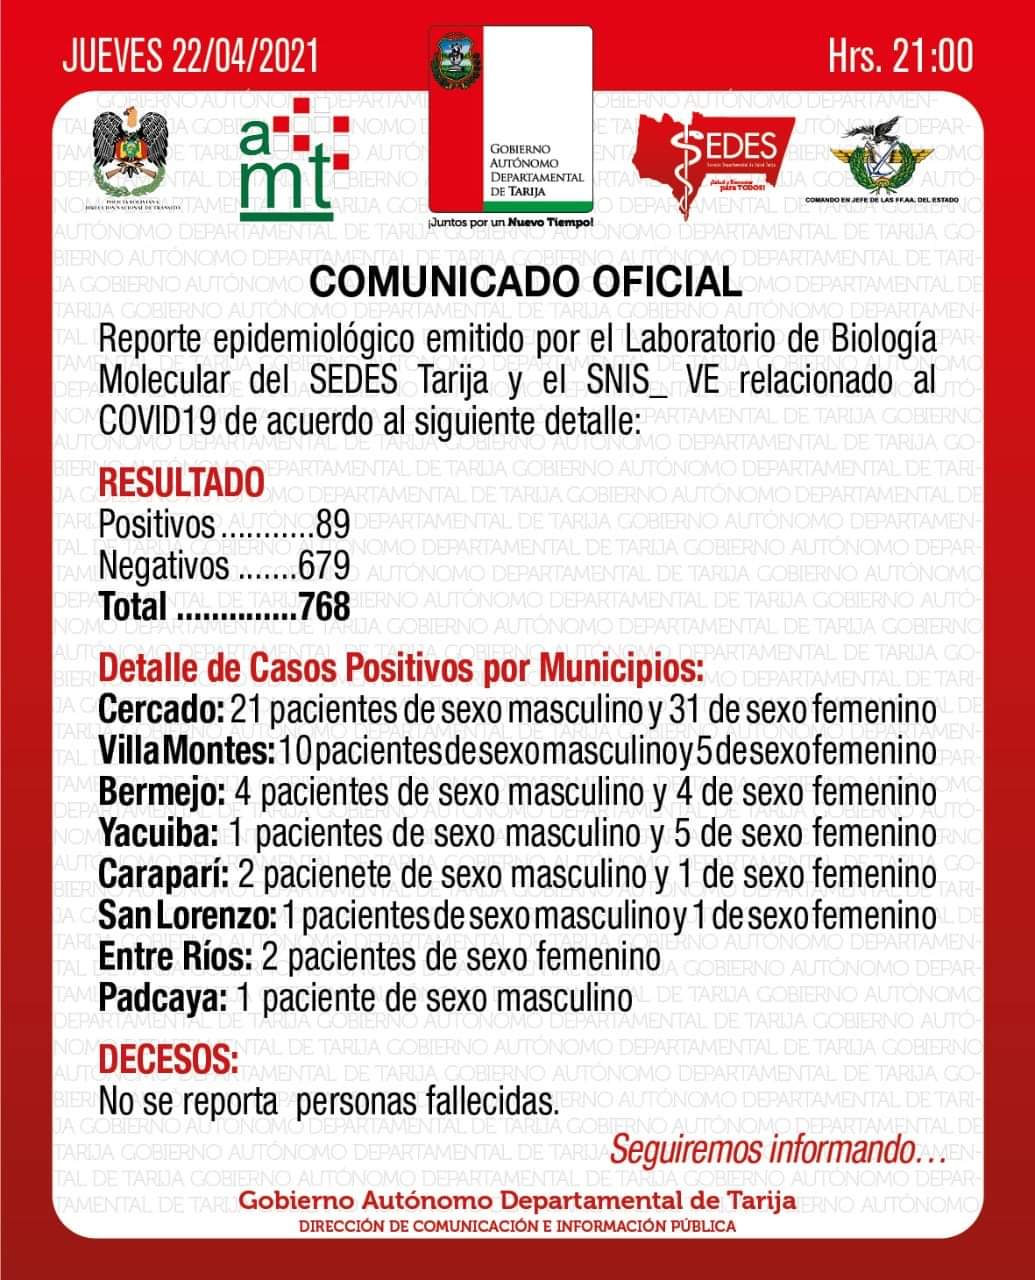 JUEVES 22/04/2021
Hrs. 21:00
amt
GOBIERNO
AUTÓNOMO
DEPARTAMENTAL
DE TARIJA
¡Juntos por un Nuevo Tiempo!
SEDES
para TODOS!
COMANDO EN JEFE DE LAS FF.AA. DEL ESTADO
COMUNICADO OFICIAL
Reporte epidemiológico emitido por el Laboratorio de Biología
Molecular del SEDES Tarija y el SNIS_ VE relacionado al
COVID19 de acuerdo al siguiente detalle:
RESULTADO
Positivos ...........89
Negativos .......679
Total ..............768
Detalle de Casos Positivos por Municipios:
Cercado: 21 pacientes de sexo masculino y 31 de sexo femenino
Villa Montes: 10 pacientes de sexo masculino y 5 de sexo femenino
Bermejo: 4 pacientes de sexo masculino y 4 de sexo femenino
Yacuiba: 1 pacientes de sexo masculino y 5 de sexo femenino
Caraparí: 2 pacienete de sexo masculino y 1 de sexo femenino
San Lorenzo: 1 pacientes de sexo masculino y 1 de sexo femenino
Entre Ríos: 2 pacientes de sexo femenino
Padcaya: 1 paciente de sexo masculino
DECESOS:
No se reporta personas fallecidas.
Seguiremos informando...
Gobierno Autónomo Departamental de Tarija
DIRECCIÓN DE COMUNICACIÓN E INFORMACIÓN PÚBLICA